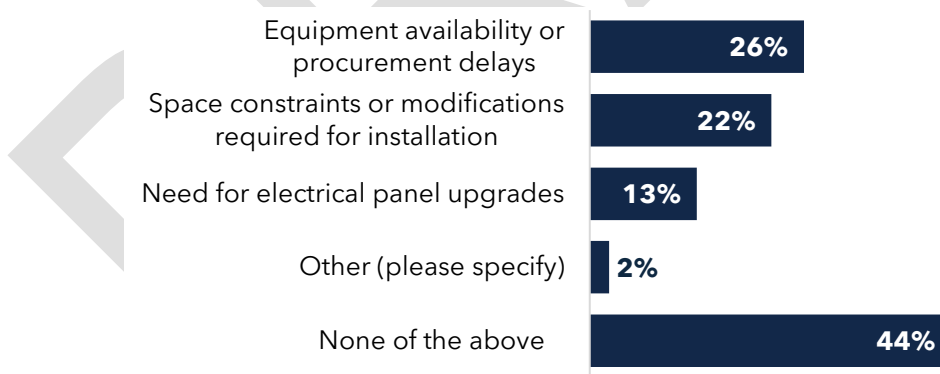 Equipment availability or
procurement delays
26%
Space constraints or modifications
required for installation
22%
Need for electrical panel upgrades
13%
Other (please specify)
2%
None of the above
44%